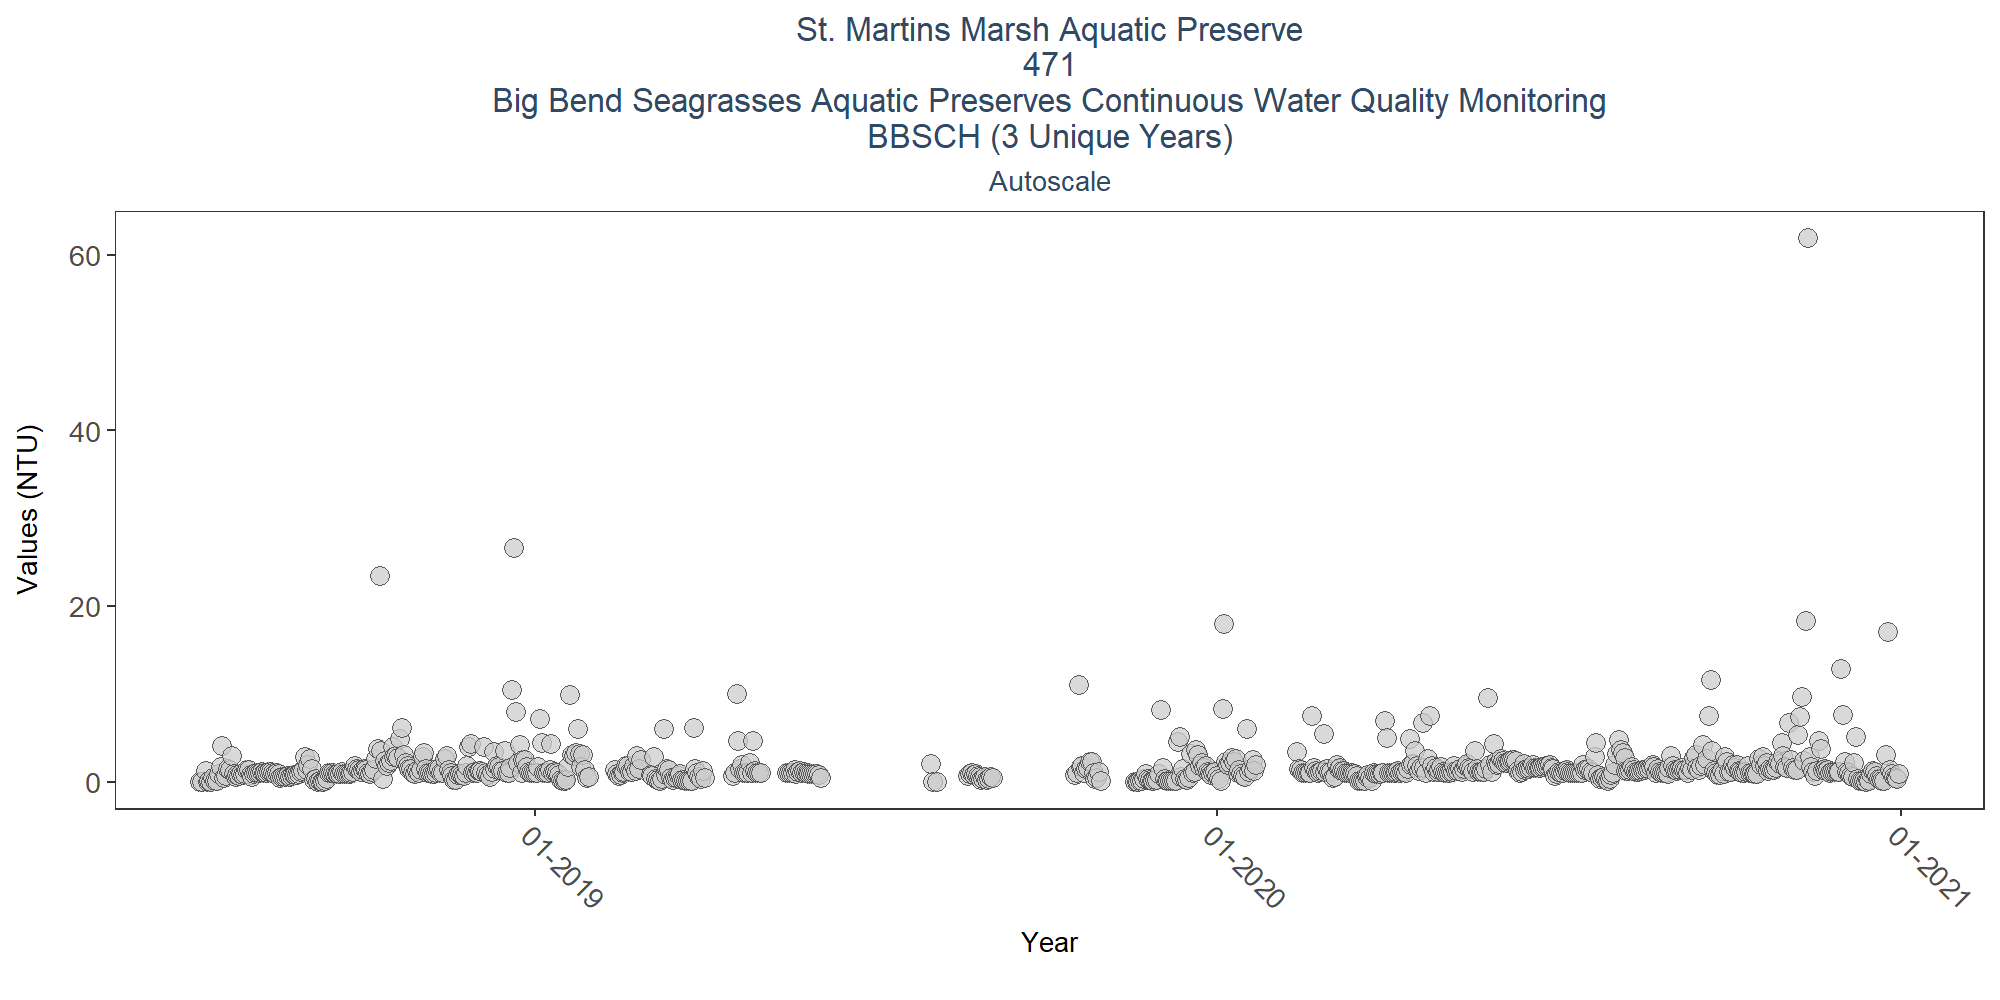 St. Martins Marsh Aquatic Preserve
471
Big Bend Seagrasses Aquatic Preserves Continuous Water Quality Monitoring
BBSCH (3 Unique Years)
Autoscale
Values (NTU)
60
40
20
0
01-2019
01-2020
01-2021
Year